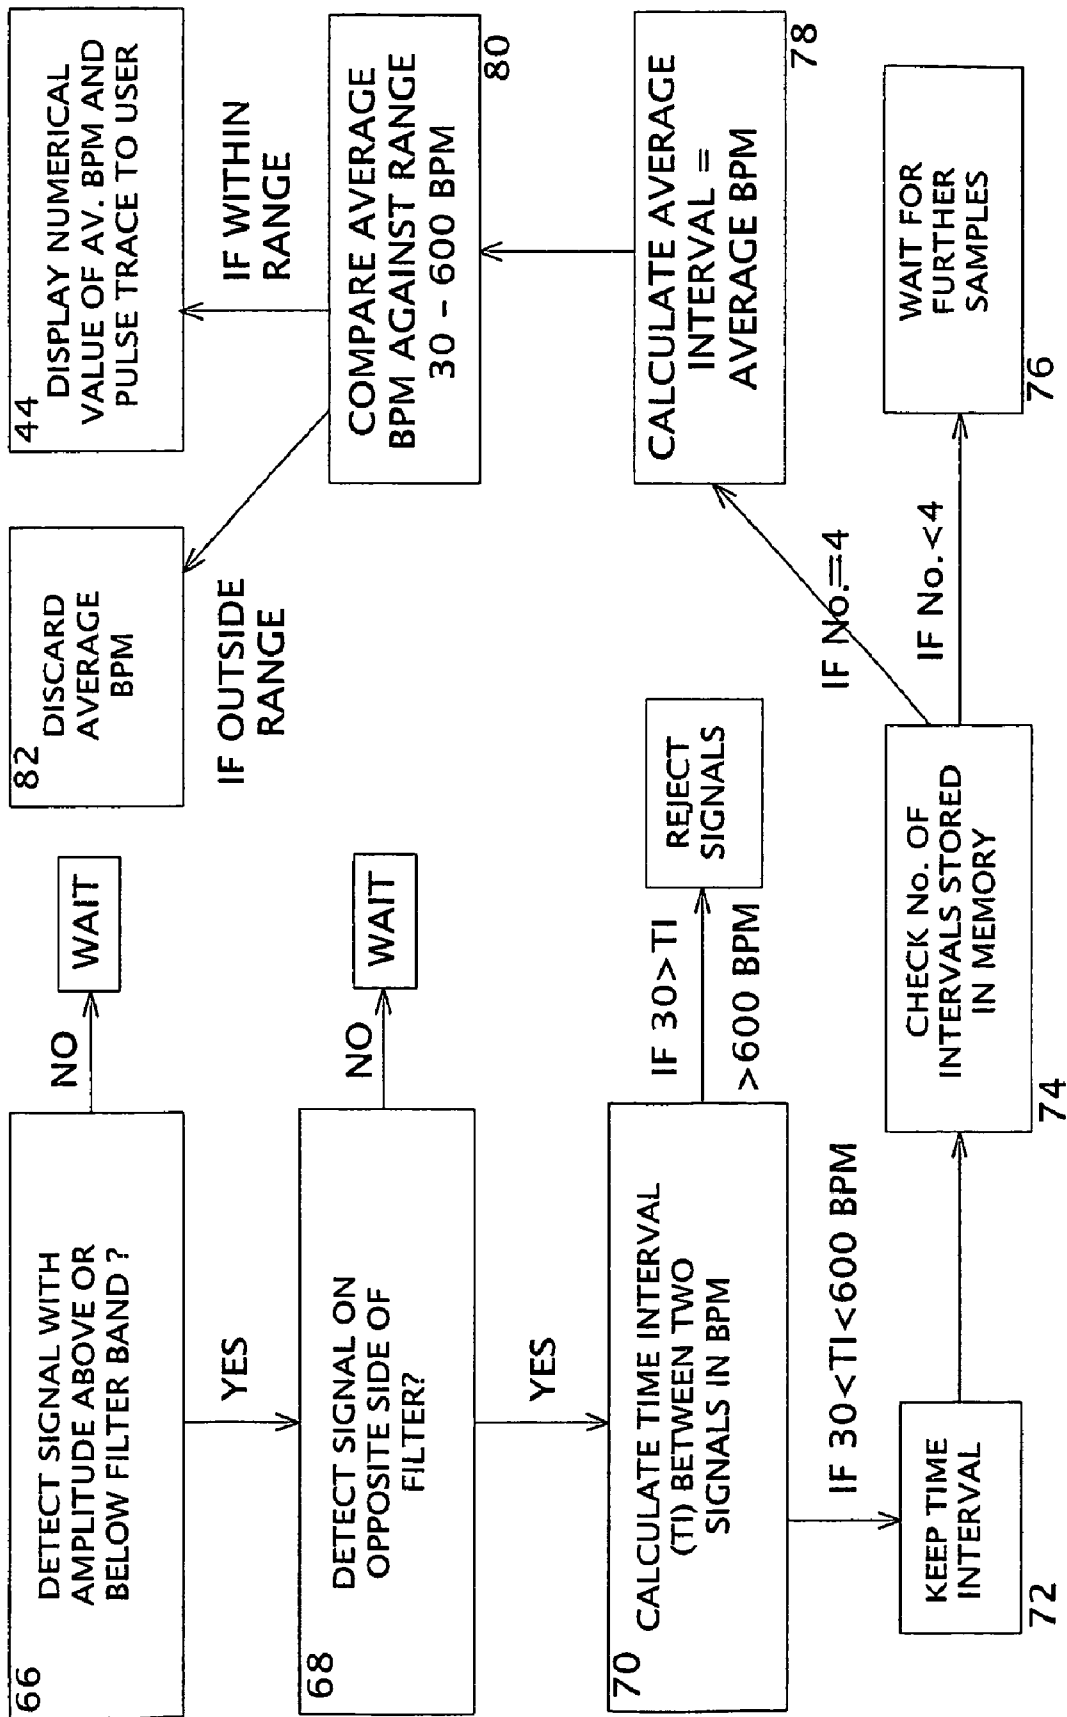 66
DETECT SIGNAL WITH
AMPLITUDE ABOVE OR
BELOW FILTER BAND ?
NO
WAIT
YES
68
DETECT SIGNAL ON
OPPOSITE SIDE OF
FILTER?
NO
WAIT
YES
70
CALCULATE TIME INTERVAL
(TI) BETWEEN TWO
SIGNALS IN BPM
IF 30>TI
>600 BPM
REJECT
SIGNALS
IF 30<TI<600 BPM
KEEP TIME
INTERVAL
72
CHECK No. OF
INTERVALS STORED
IN MEMORY
74
IF No.=4
IF No.<4
WAIT FOR
FURTHER
SAMPLES
76
CALCULATE AVERAGE
INTERVAL =
AVERAGE BPM
78
COMPARE AVERAGE
BPM AGAINST RANGE
30 – 600 BPM
80
IF OUTSIDE
RANGE
82
DISCARD
AVERAGE
BPM
IF WITHIN
RANGE
44
DISPLAY NUMERICAL
VALUE OF AV. BPM AND
PULSE TRACE TO USER